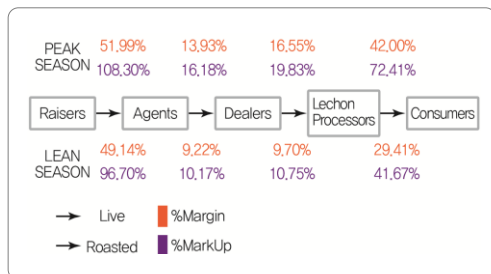 PEAK SEASON 51.99% 13.93% 16.55% 42.00%
108.30% 16.18% 19.83% 72.41%
Raisers Agents Dealers Lechon Processors Consumers
LEAN SEASON 49.14% 9.22% 9.70% 29.41%
96.70% 10.17% 10.75% 41.67%
Live %Margin
Roasted %MarkUp